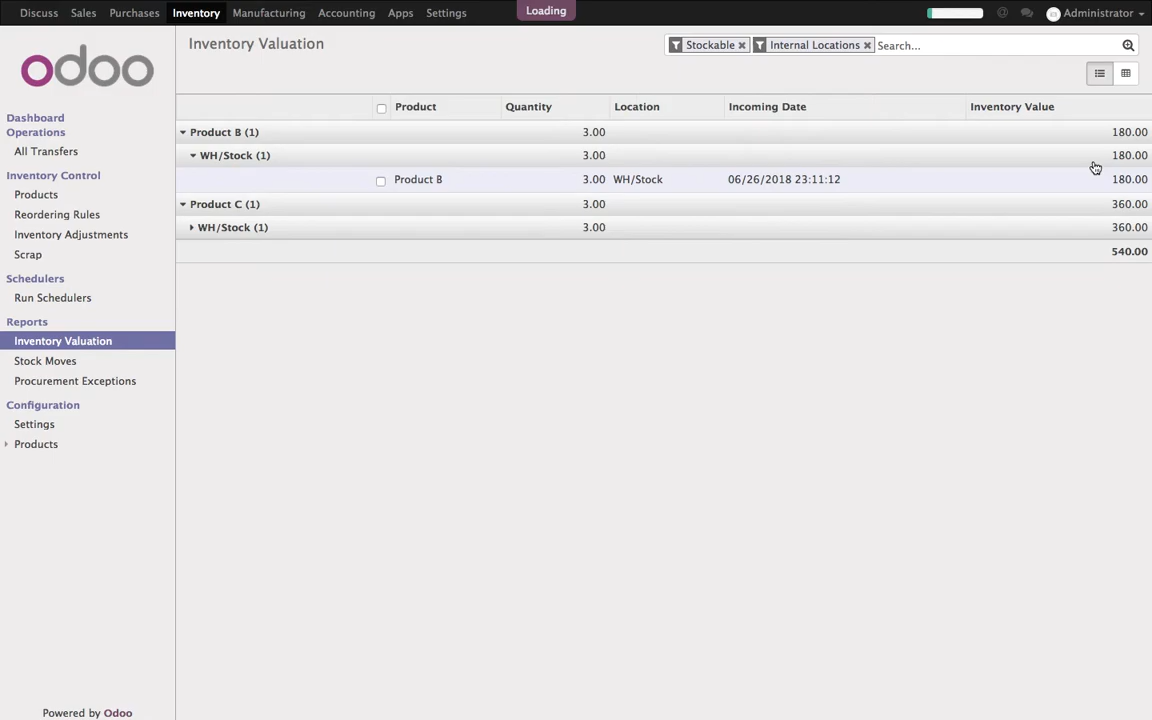 Discuss Sales Purchases Inventory Manufacturing Accounting Apps Settings Loading Administrator
odoo
Inventory Valuation
Stockable Internal Locations Search...
Dashboard
Operations
All Transfers
Inventory Control
Products
Reordering Rules
Inventory Adjustments
Scrap
Schedulers
Run Schedulers
Reports
Inventory Valuation
Stock Moves
Procurement Exceptions
Configuration
Settings
Products
Powered by Odoo
Product Quantity Location Incoming Date Inventory Value
Product B (1) 3.00 180.00
WH/Stock (1) 3.00 180.00
Product B 3.00 WH/Stock 06/26/2018 23:11:12 180.00
Product C (1) 3.00 360.00
WH/Stock (1) 3.00 360.00
540.00